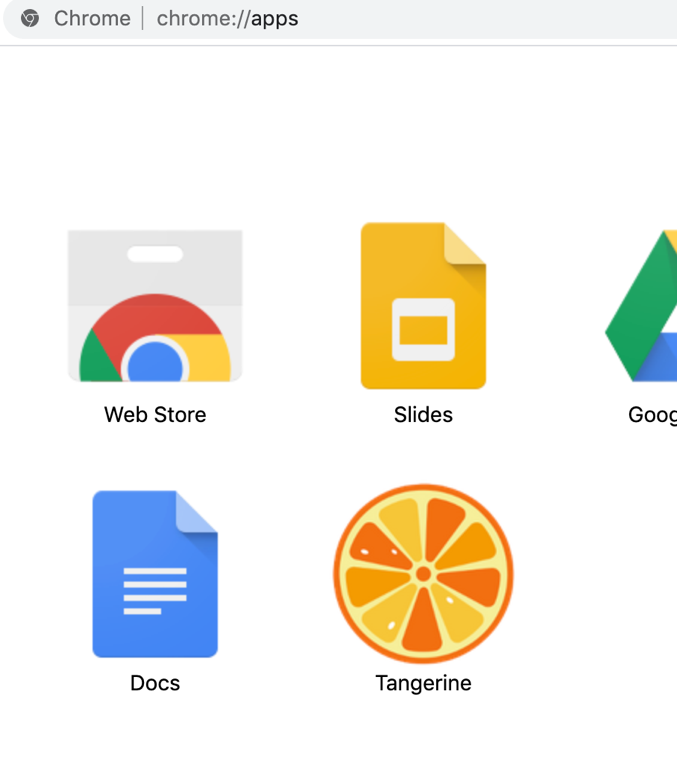 Chrome | chrome://apps
Web Store
Slides
Goog
Docs
Tangerine